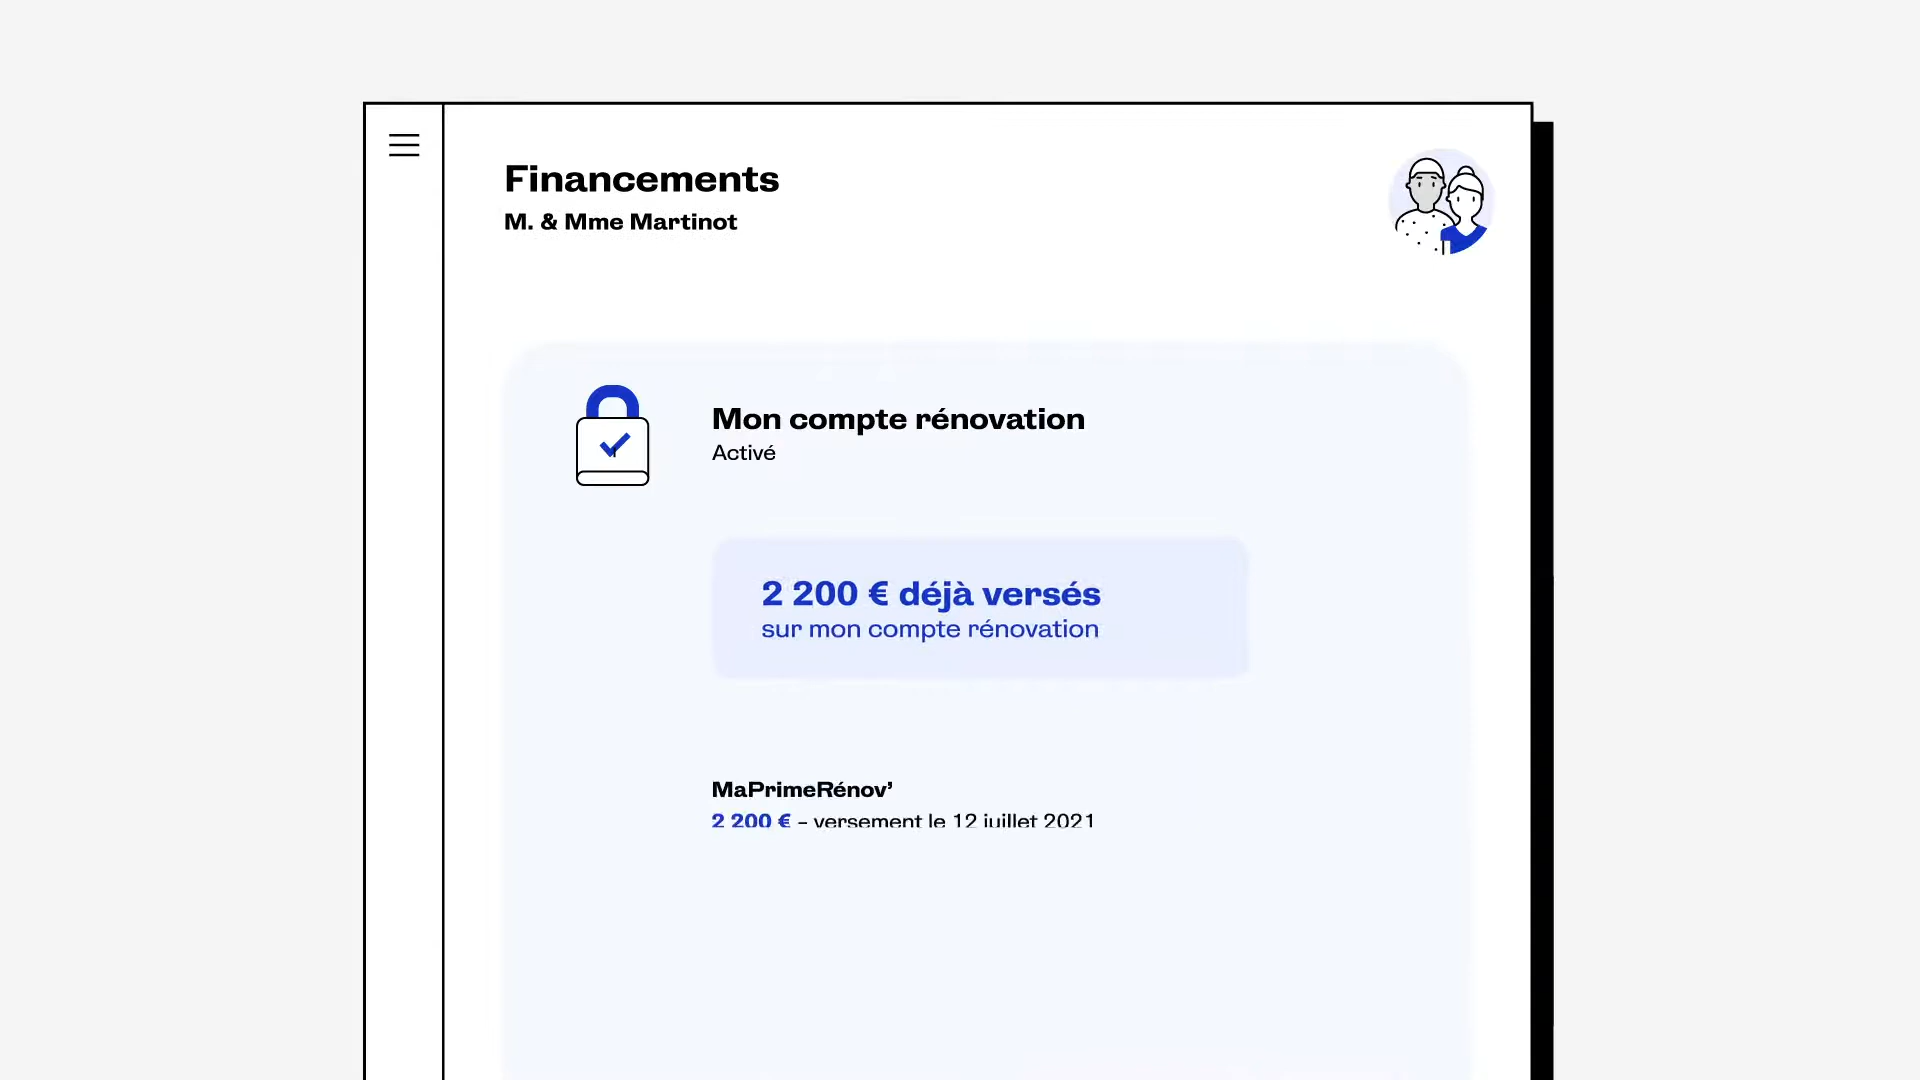 Financements
M. & Mme Martinot
Mon compte rénovation
Activé
2 200 € déjà versés
sur mon compte rénovation
MaPrimeRénov’
2 200 € – versement le 12 juillet 2021